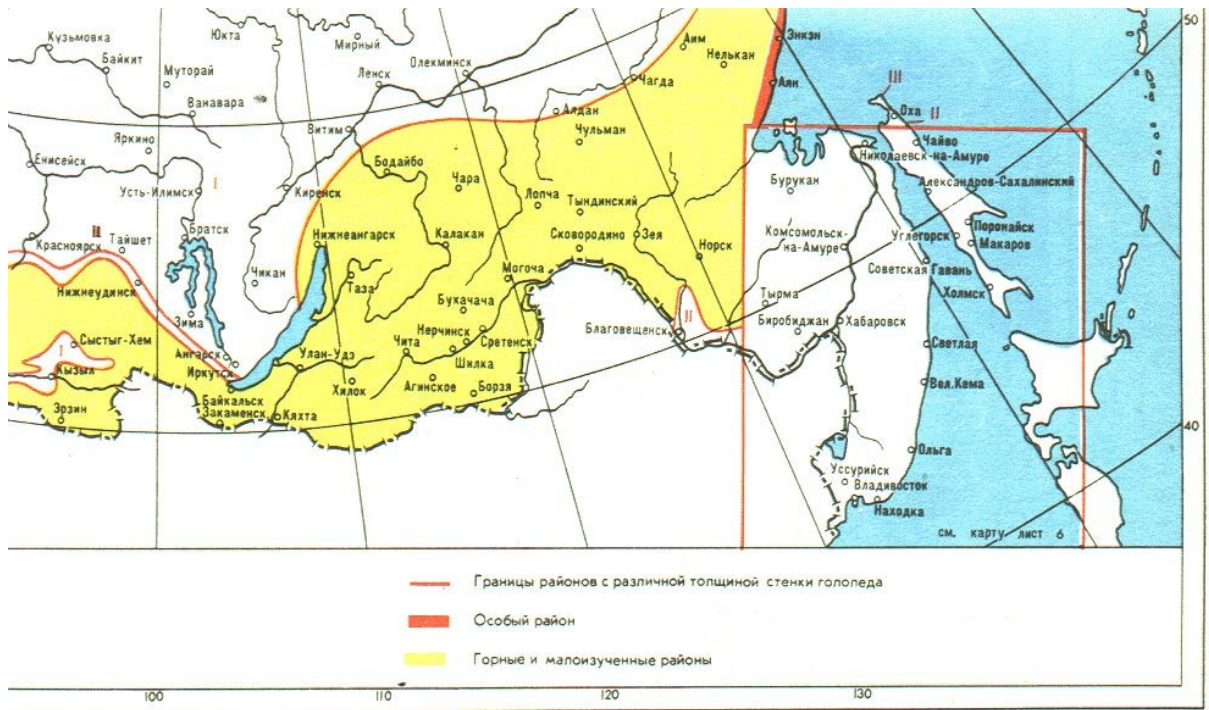 50
Юкта
Кузьмовка
Энкэн
Аим
Мирный
Нелькан
Олекминск
Байкит
Муторай
Ленск
Чагда
Аян
III
Ванавара
Алдан
Оха
II
Витим
Чульман
Чайво
Яркино
Николаевск-на-Амуре
Енисейск
Бодайбо
Бурукан
I
Усть-Илимск
Киренск
Чара
Александров-Сахалинский
Лопча
Тындинский
Братск
II
Поронайск
Красноярск
Тайшет
Нижнеангарск
Калакан
Сковородино
Зея
Норск
Комсомольск-
на-Амуре
Углегорск
Макаров
Чикан
Могоча
Советская Гавань
Нижнеудинск
Таза
Холмск
Букачача
Тырма
Зима
Нерчинск
Благовещенск
II
Биробиджан
Хабаровск
Сыстыг-Хем
I
Ангарск
Улан-Удэ
Чита
Сретенск
Светлая
Кызыл
Иркутск
Шилка
Хилок
Агинское
Борзя
Вел.Кема
Байкальск
Эрзин
Закаменск
Кяхта
40
Ольга
Уссурийск
Владивосток
Находка
см. карту лист 6
Границы районов с различной толщиной стенки гололеда
Особый район
Горные и малоизученные районы
100
110
120
130